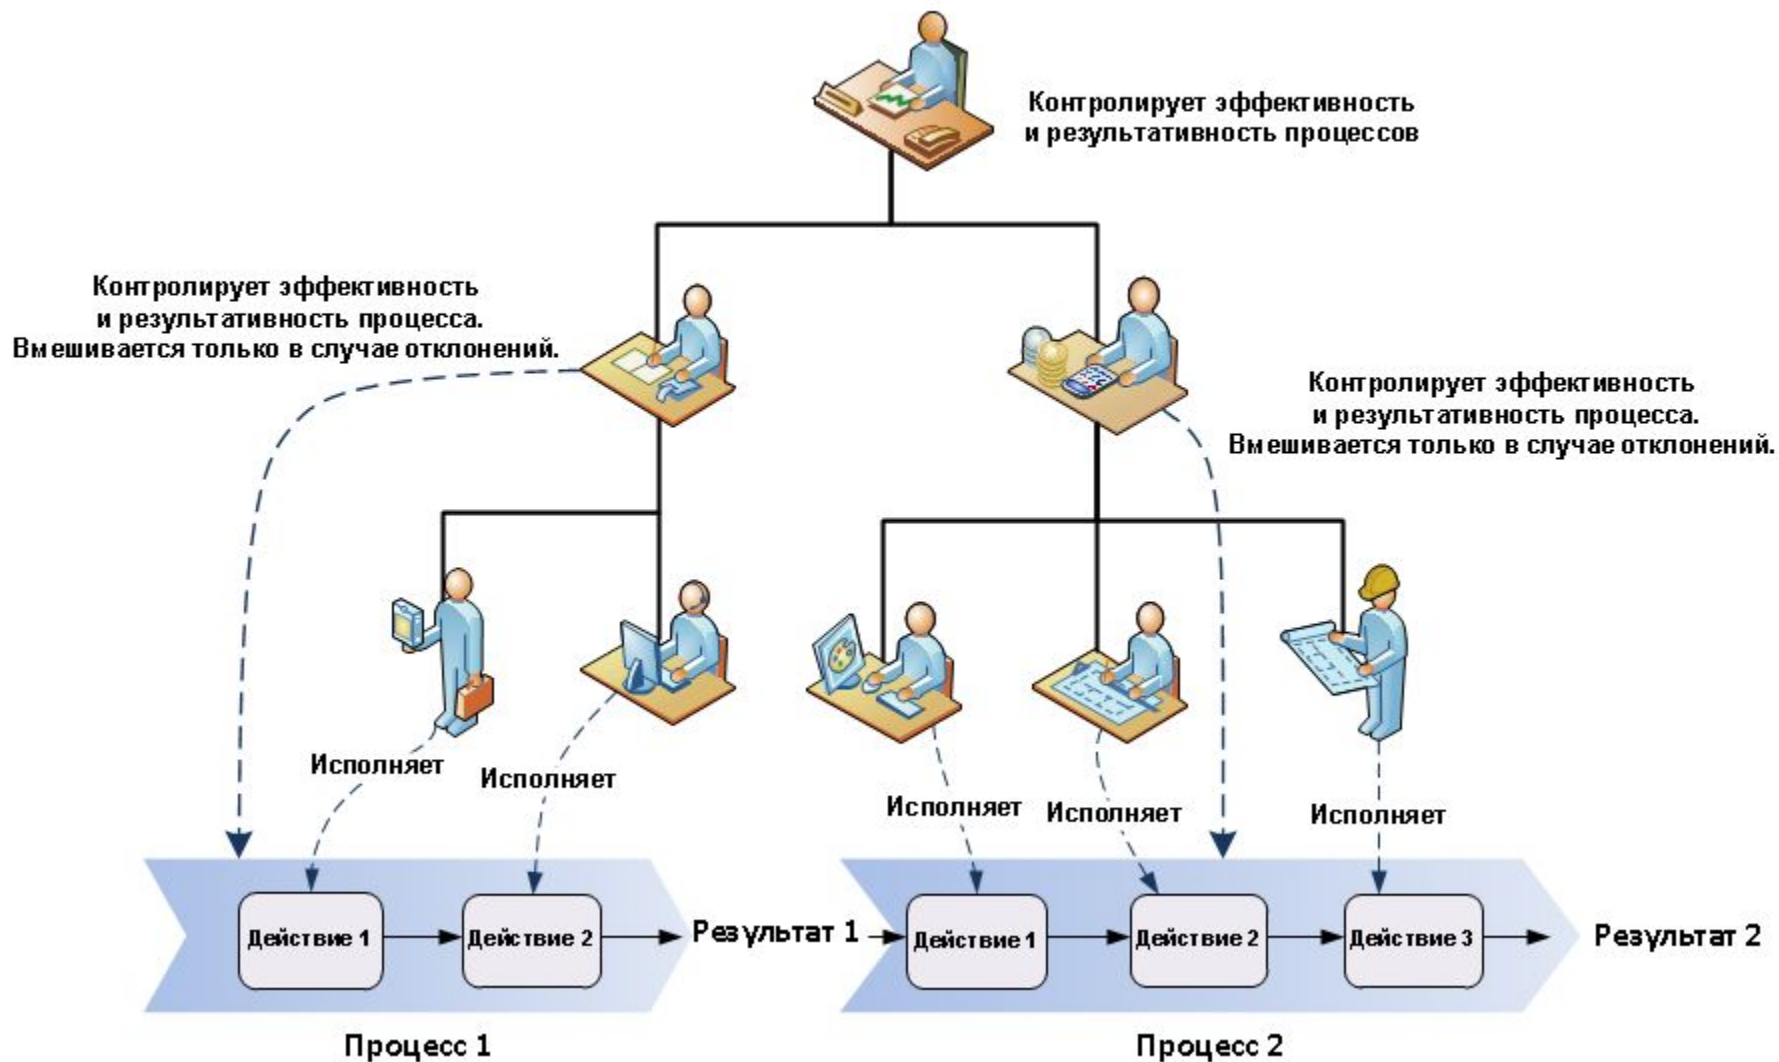 Контролирует эффективность
и результативность процессов
Контролирует эффективность
и результативность процесса.
Вмешивается только в случае отклонений.
Контролирует эффективность
и результативность процесса.
Вмешивается только в случае отклонений.
Исполняет
Исполняет
Исполняет
Исполняет
Исполняет
Действие 1
Действие 2
Результат 1
Действие 1
Действие 2
Действие 3
Результат 2
Процесс 1
Процесс 2